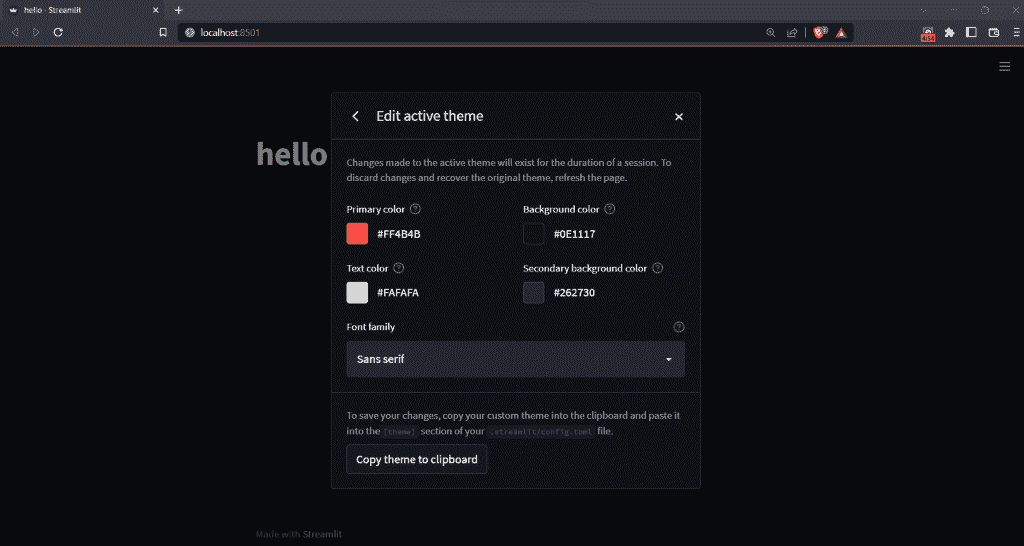 hello · Streamlit
localhost:8501
Edit active theme
hello
Changes made to the active theme will exist for the duration of a session. To
discard changes and recover the original theme, refresh the page.
Primary color
Background color
#FF4B4B
#0E1117
Text color
Secondary background color
#FAFAFA
#262730
Font family
Sans serif
To save your changes, copy your custom theme into the clipboard and paste it
into the [theme] section of your .streamlit/config.toml file.
Copy theme to clipboard
Made with Streamlit